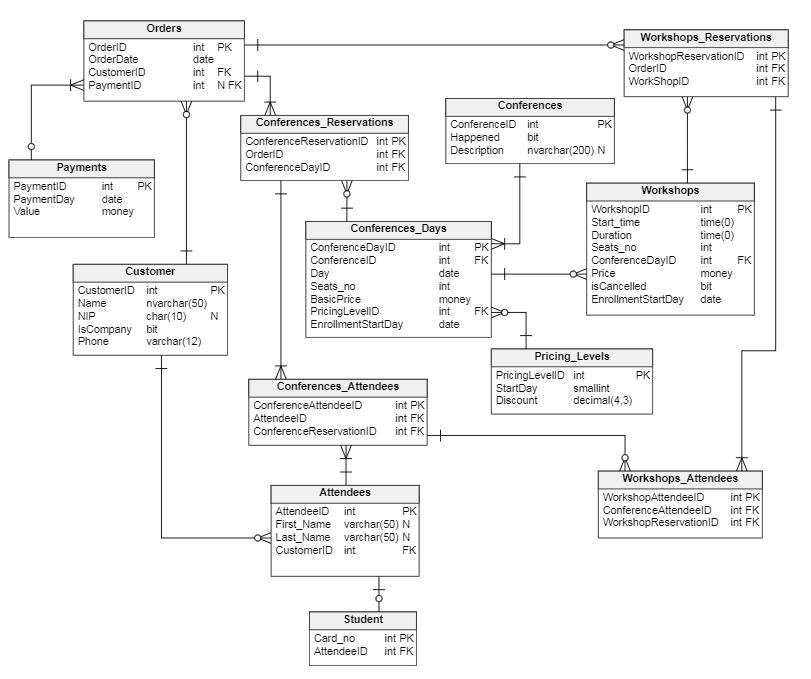 Orders
OrderID int PK
OrderDate date
CustomerID int FK
PaymentID int N FK
Workshops_Reservations
WorkshopReservationID int PK
OrderID int FK
WorkShopID int FK
Conferences_Reservations
ConferenceReservationID int PK
OrderID int FK
ConferenceDayID int FK
Conferences
ConferenceID int PK
Happened bit
Description nvarchar(200) N
Payments
PaymentID int PK
PaymentDay date
Value money
Workshops
WorkshopID int PK
Start_time time(0)
Duration time(0)
Seats_no int
ConferenceDayID int FK
Price money
isCancelled bit
EnrollmentStartDay date
Conferences_Days
ConferenceDayID int PK
ConferenceID int FK
Day date
Seats_no int
BasicPrice money
PricingLevelID int FK
EnrollmentStartDay date
Customer
CustomerID int PK
Name nvarchar(50)
NIP char(10) N
IsCompany bit
Phone varchar(12)
Pricing_Levels
PricingLevelID int PK
StartDay smallint
Discount decimal(4,3)
Conferences_Attendees
ConferenceAttendeeID int PK
AttendeeID int FK
ConferenceReservationID int FK
Workshops_Attendees
WorkshopAttendeeID int PK
ConferenceAttendeeID int FK
WorkshopReservationID int FK
Attendees
AttendeeID int PK
First_Name varchar(50) N
Last_Name varchar(50) N
CustomerID int FK
Student
Card_no int PK
AttendeeID int FK